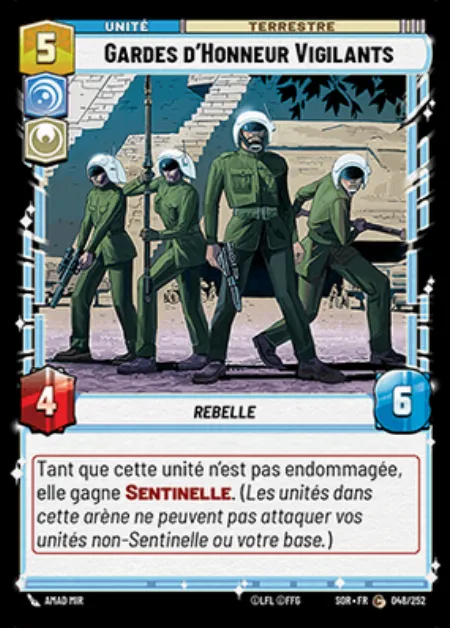 UNITÉ
TERRESTRE
5
GARDES D'HONNEUR VIGILANTS
4
REBELLE
6
Tant que cette unité n'est pas endommagée,
elle gagne SENTINELLE. (Les unités dans
cette arène ne peuvent pas attaquer vos
unités non-Sentinelle ou votre base.)
AMAD MIR
©LFL ©FFG
SOR • FR C 048/252